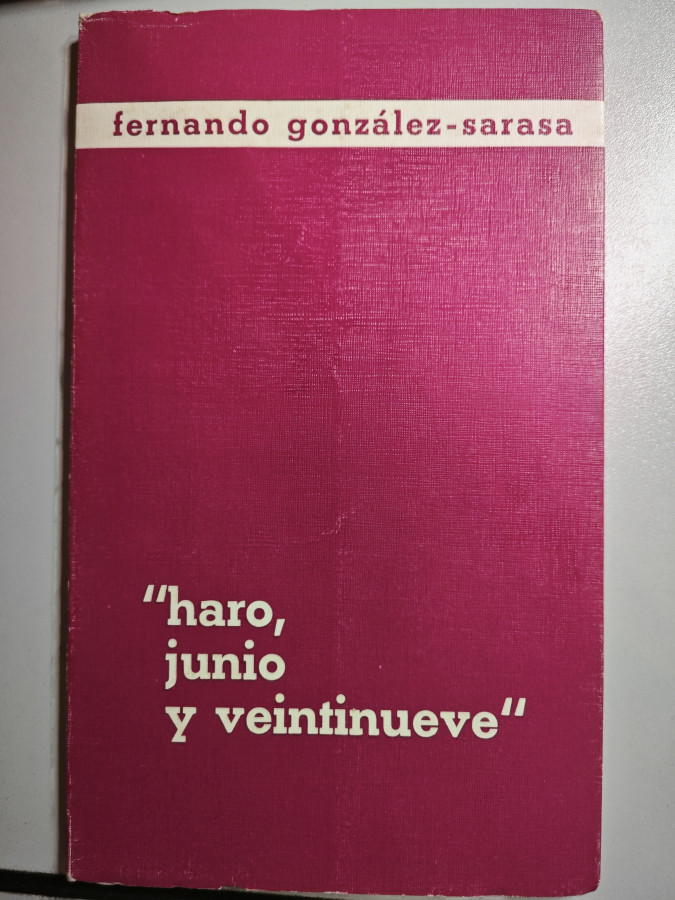 fernando gonzález-sarasa
“haro,
junio
y veintinueve“